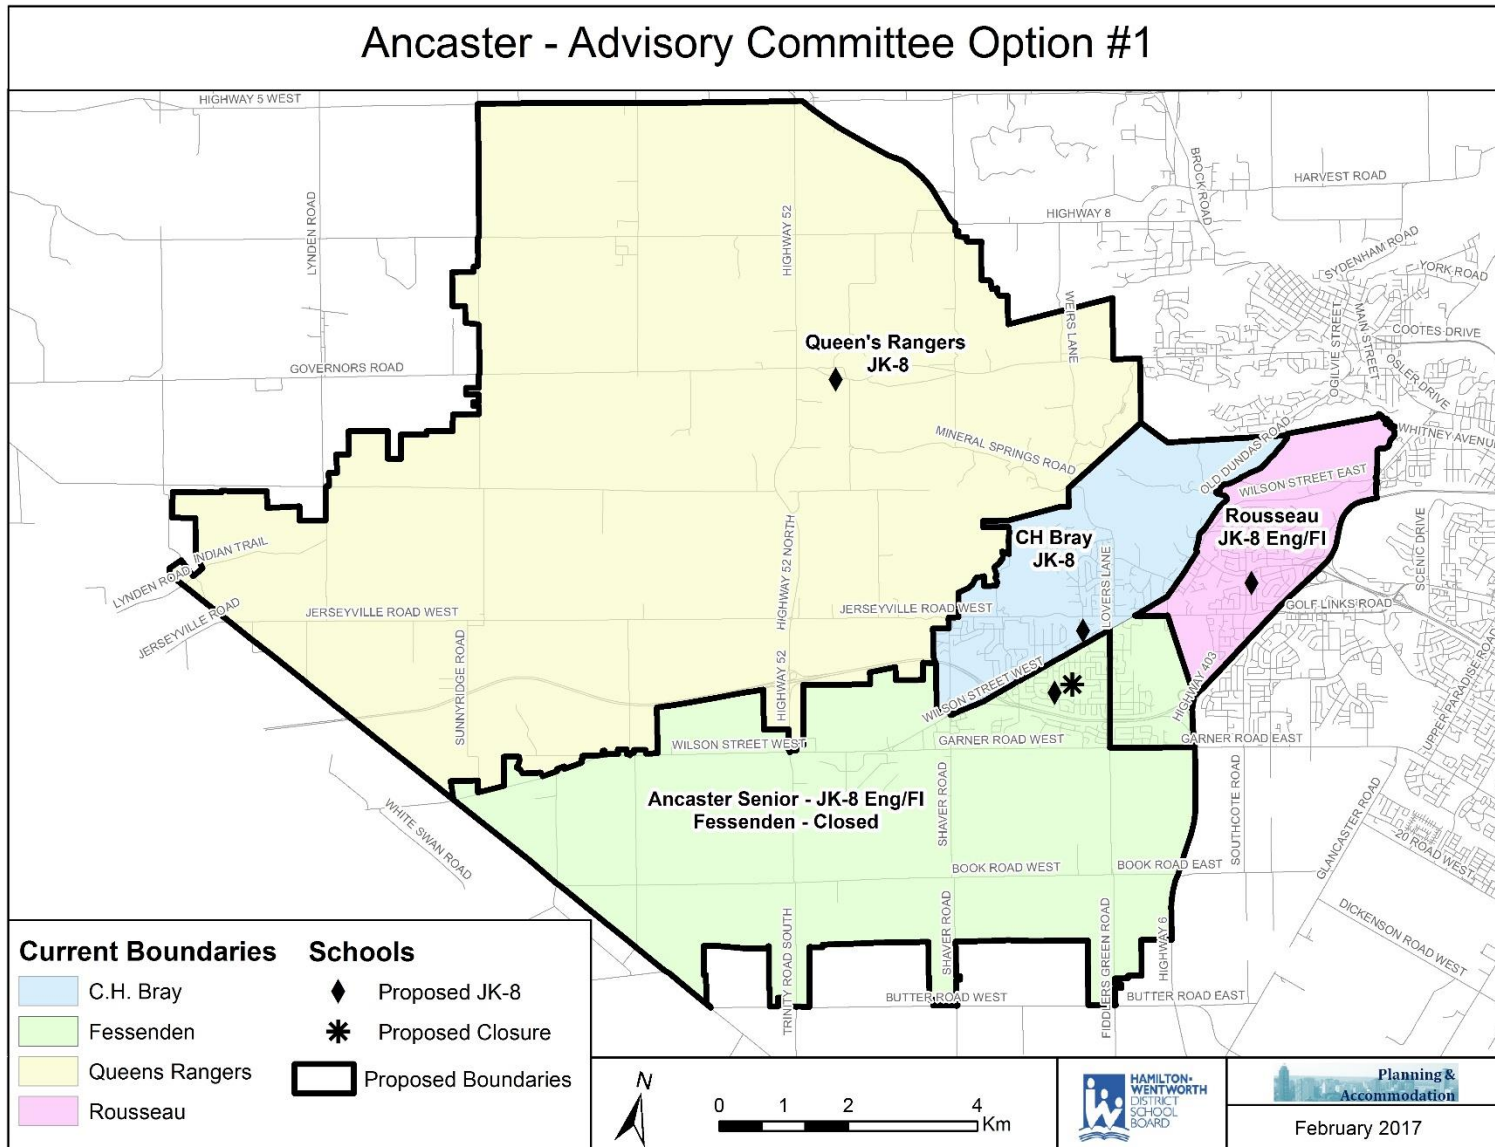 Ancaster - Advisory Committee Option #1
HIGHWAY 5 WEST
LYNDEN ROAD
HIGHWAY 52
BROCK ROAD
HARVEST ROAD
HIGHWAY 8
SYDENHAM ROAD
YORK ROAD
WEIRS LANE
OGILVIE STREET
MAIN STREET
COOTES DRIVE
OSLER DRIVE
Queen's Rangers
JK-8
GOVERNORS ROAD
MINERAL SPRINGS ROAD
OLD DUNDAS ROAD
WHITNEY AVENUE
WILSON STREET EAST
Rousseau
JK-8 Eng/FI
CH Bray
JK-8
LOVERS LANE
SCENIC DRIVE
HIGHWAY 52 NORTH
INDIAN TRAIL
LYNDEN ROAD
JERSEYVILLE ROAD
JERSEYVILLE ROAD WEST
JERSEYVILLE ROAD WEST
GOLF LINKS ROAD
UPPER PARADISE ROAD
SUNNYRIDGE ROAD
HIGHWAY 52
WILSON STREET WEST
HIGHWAY 403
WILSON STREET WEST
GARNER ROAD WEST
GARNER ROAD EAST
Ancaster Senior - JK-8 Eng/FI
Fessenden - Closed
SHAVER ROAD
SOUTHCOTE ROAD
GLANCASTER ROAD
20 ROAD WEST
WHITE SWAN ROAD
BOOK ROAD WEST
BOOK ROAD EAST
DICKENSON ROAD WEST
TRINITY ROAD SOUTH
SHAVER ROAD
FIDDLERS GREEN ROAD
HIGHWAY 6
BUTTER ROAD WEST
BUTTER ROAD EAST
Current Boundaries
C.H. Bray
Fessenden
Queens Rangers
Rousseau
Schools
Proposed JK-8
Proposed Closure
Proposed Boundaries
N
0 1 2 4
Km
HAMILTON-
WENTWORTH
DISTRICT
SCHOOL
BOARD
Planning &
Accommodation
February 2017